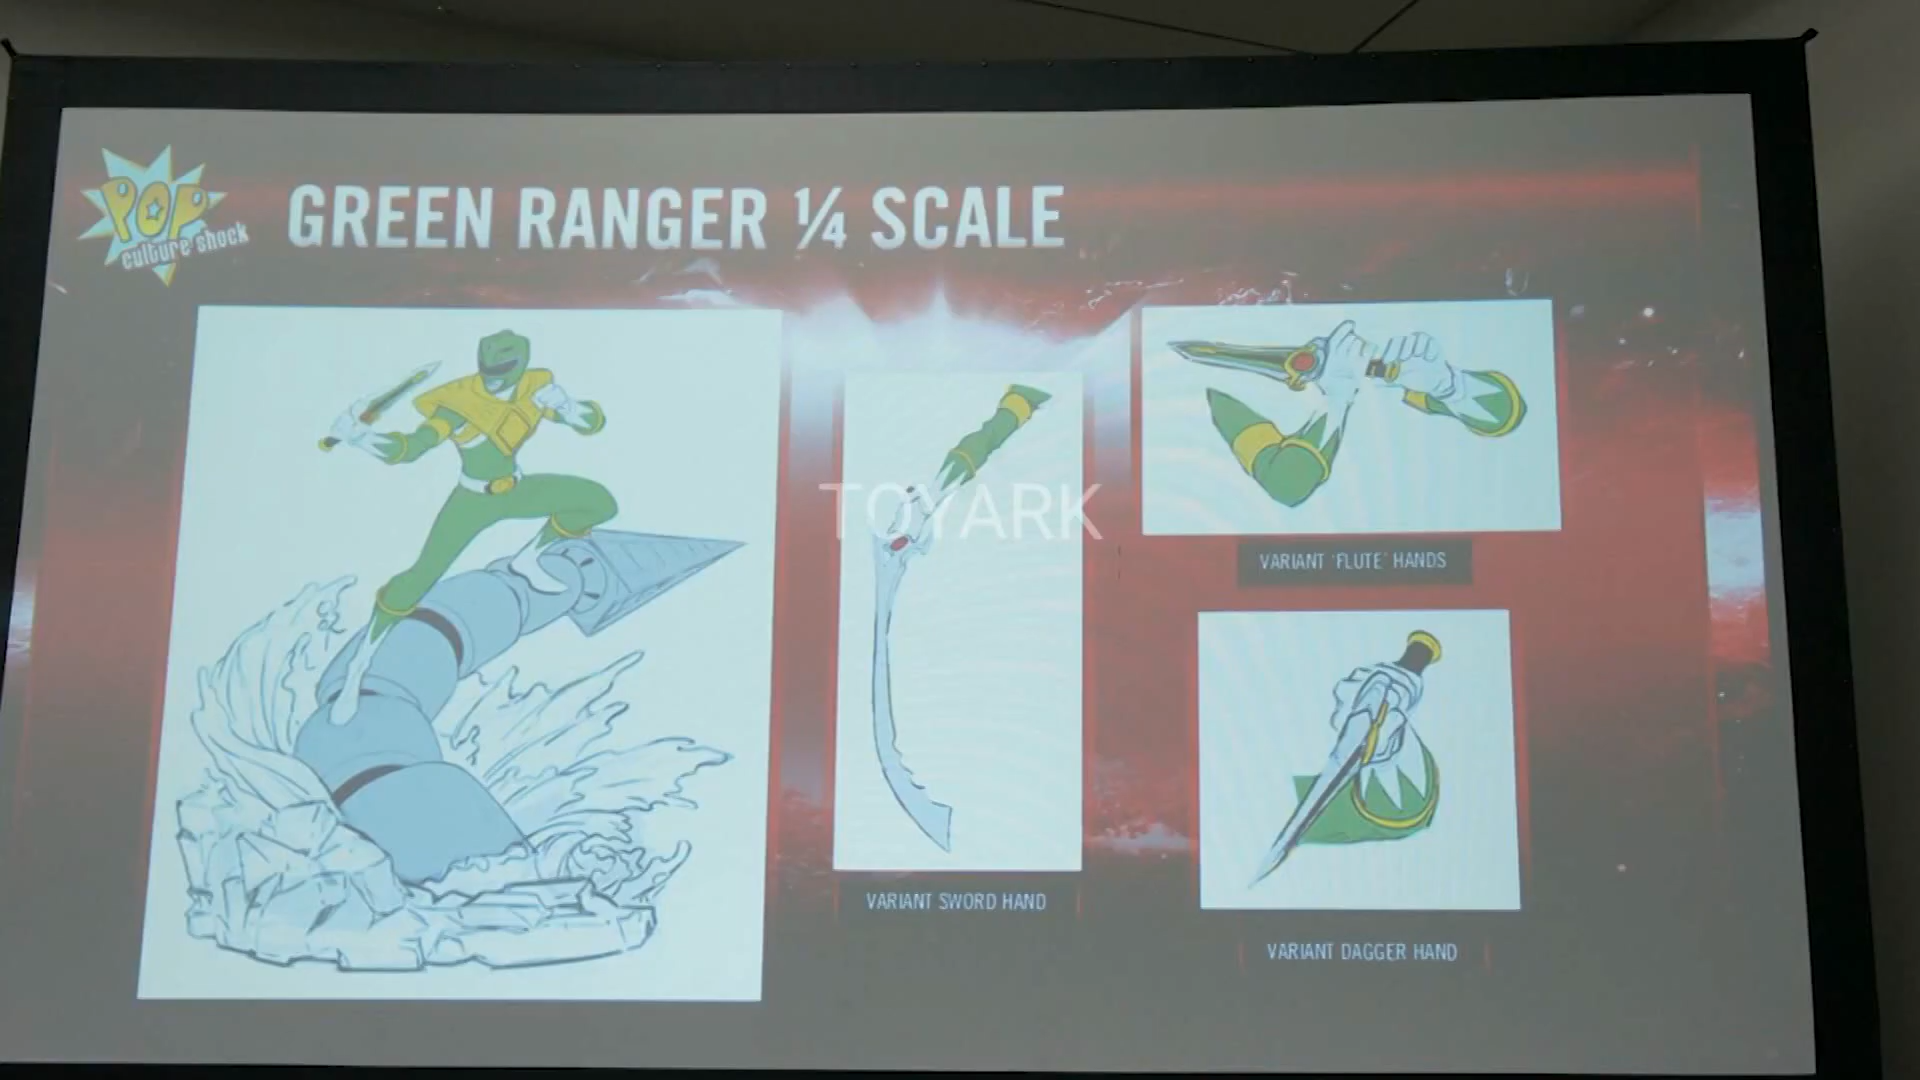 POP
culture shock
GREEN RANGER ¼ SCALE
TOYARK
VARIANT 'FLUTE' HANDS
VARIANT SWORD HAND
VARIANT DAGGER HAND